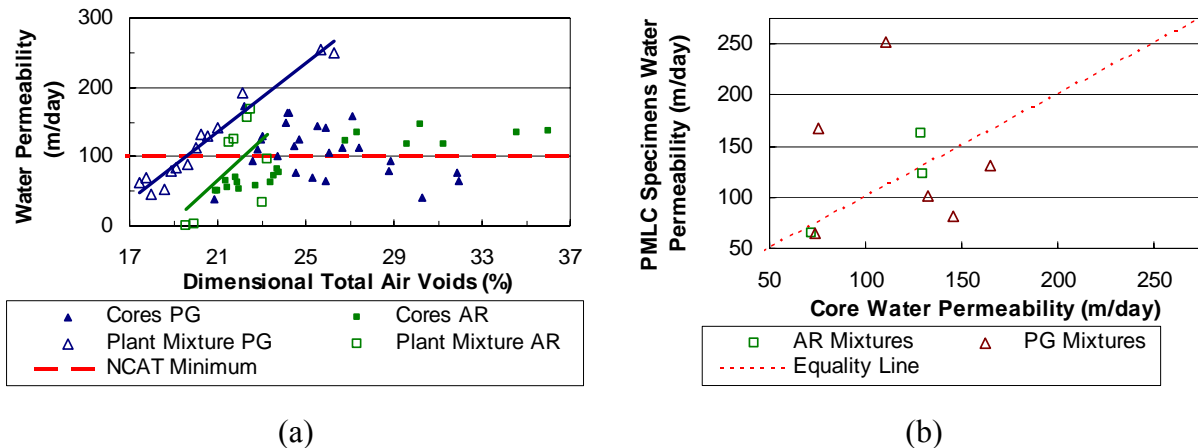 Water Permeability
(m/day)
300
200
100
0
17
21
25
29
33
37
Dimensional Total Air Voids (%)
Cores PG
Cores AR
Plant Mixture PG
Plant Mixture AR
NCAT Minimum
(a)
PMLC Specimens Water
Permeability (m/day)
250
200
150
100
50
50
100
150
200
250
Core Water Permeability (m/day)
AR Mixtures
PG Mixtures
Equality Line
(b)